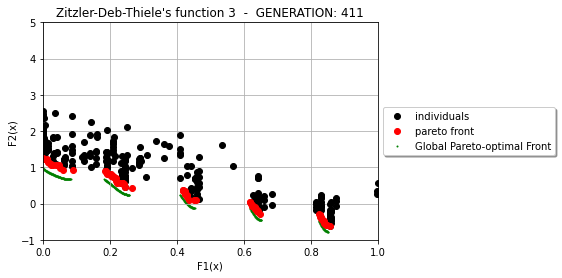 Zitzler-Deb-Thiele's function 3 - GENERATION: 411
5
4
3
2
1
0
−1
F2(x)
0.0 0.2 0.4 0.6 0.8 1.0
F1(x)
individuals
pareto front
Global Pareto-optimal Front